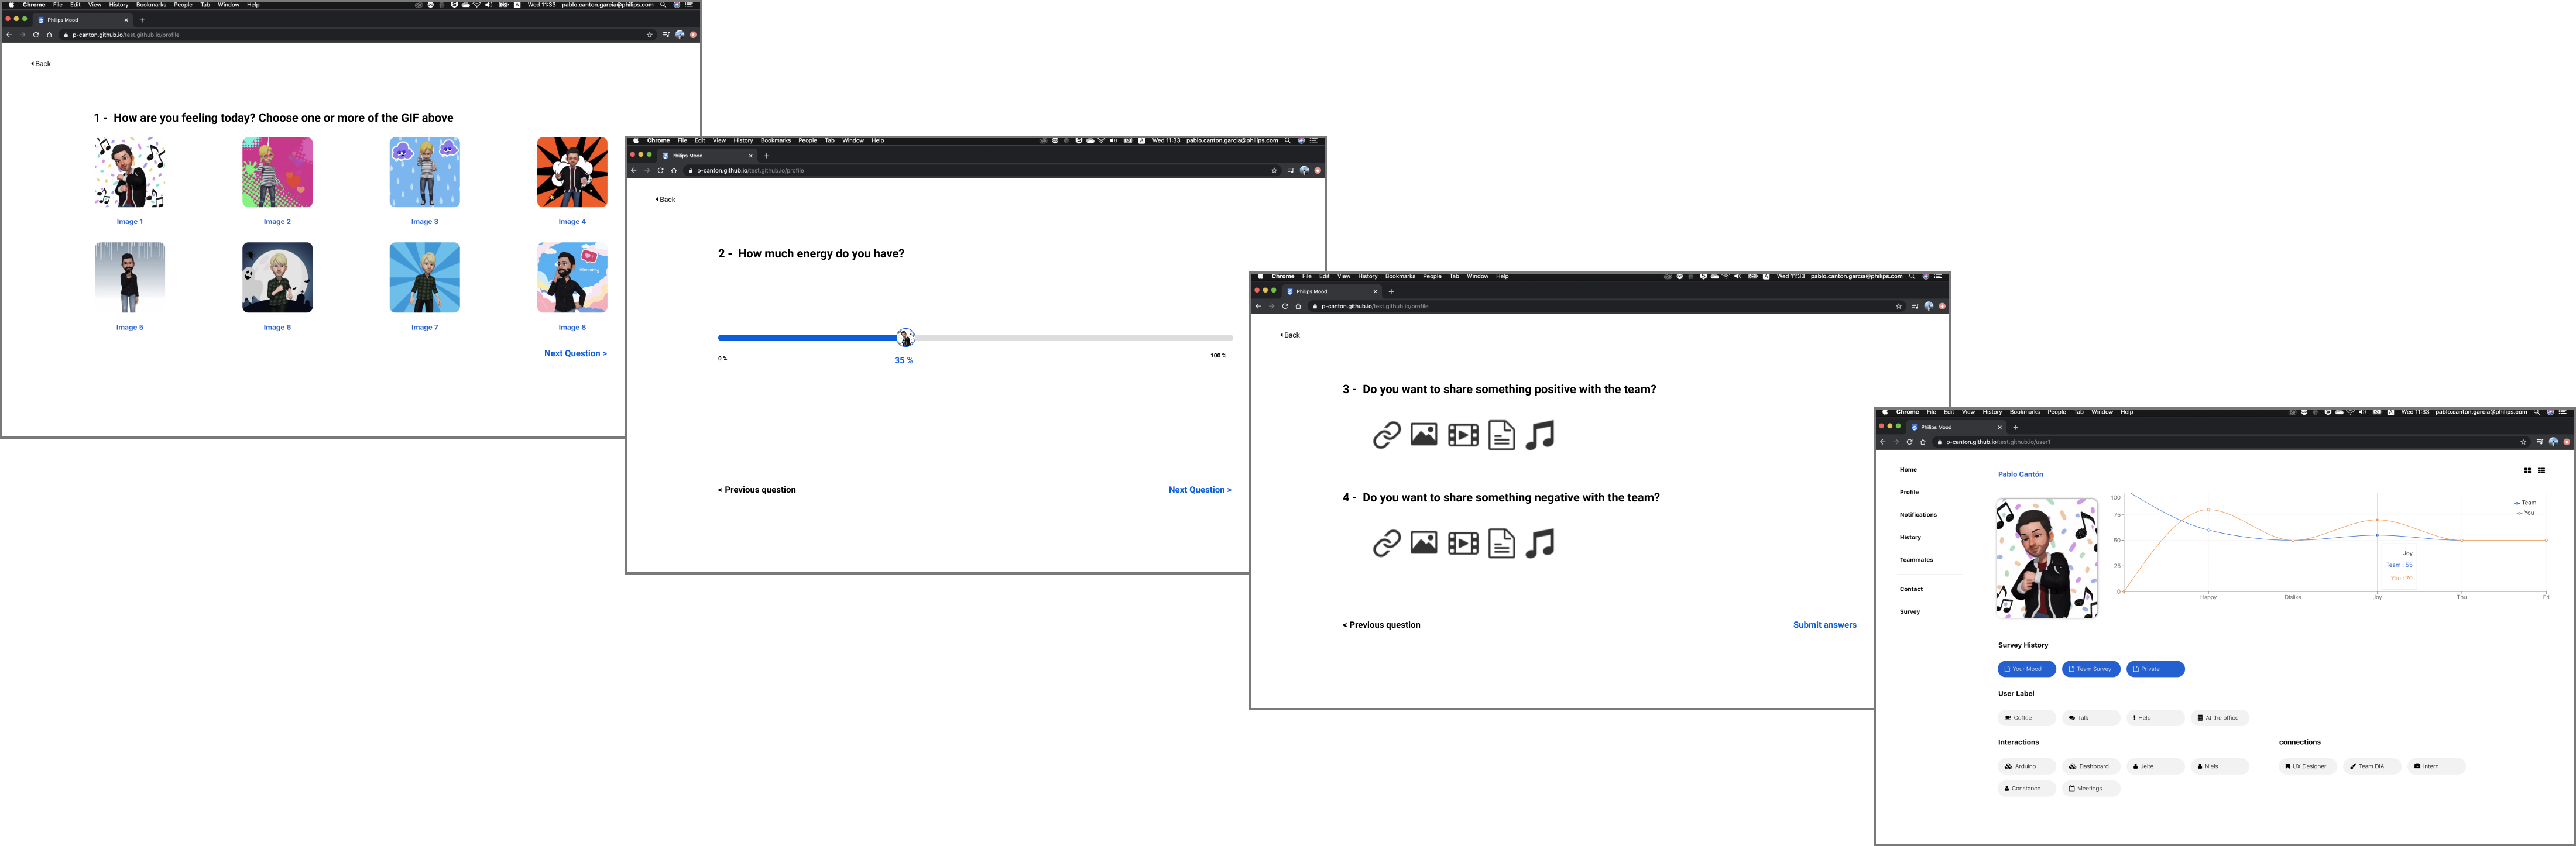 Chrome File Edit View History Bookmarks People Tab Window Help Wed 11:33 pablo.canton.garcia@philips.com
Philips Mood
p-canton.github.io/test.github.io/profile
Back
1 - How are you feeling today? Choose one or more of the GIF above
Image 1 Image 2 Image 3 Image 4
Image 5 Image 6 Image 7 Image 8
Next Question >
Chrome File Edit View History Bookmarks People Tab Window Help Wed 11:33 pablo.canton.garcia@philips.com
Philips Mood
p-canton.github.io/test.github.io/profile
Back
2 - How much energy do you have?
0 % 35 % 100 %
< Previous question Next Question >
Chrome File Edit View History Bookmarks People Tab Window Help Wed 11:33 pablo.canton.garcia@philips.com
Philips Mood
p-canton.github.io/test.github.io/profile
Back
3 - Do you want to share something positive with the team?
4 - Do you want to share something negative with the team?
< Previous question Submit answers
Chrome File Edit View History Bookmarks People Tab Window Help Wed 11:33 pablo.canton.garcia@philips.com
Philips Mood
p-canton.github.io/test.github.io/user1
Home
Profile
Notifications
History
Teammates
Contact
Survey
Pablo Cantón
100
75
50
25
0
Happy Dislike Joy Thu Fri
Team
You
Joy
Team : 55
You : 70
Survey History
Your Mood Team Survey Private
User Label
Coffee Talk Help At the office
Interactions
Arduino Dashboard Jelte Niels
Constance Meetings
connections
UX Designer Team DIA Intern